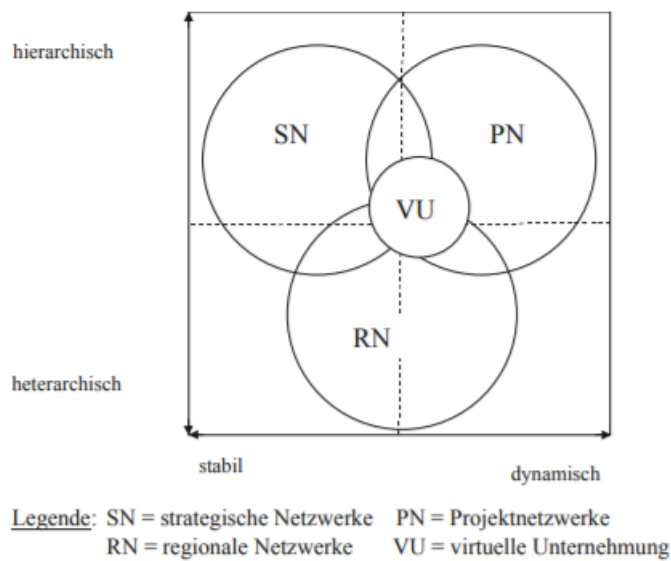 hierarchisch
SN
PN
VU
RN
heterarchisch
stabil
dynamisch
Legende: SN = strategische Netzwerke PN = Projektnetzwerke
RN = regionale Netzwerke VU = virtuelle Unternehmung